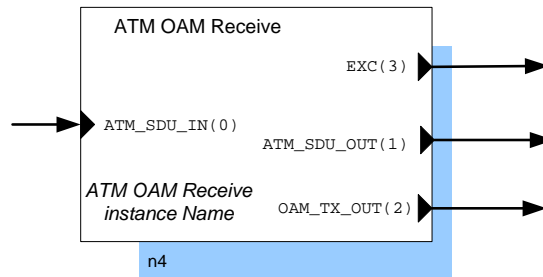 ATM OAM Receive
EXC(3)
ATM_SDU_IN(0)
ATM_SDU_OUT(1)
ATM OAM Receive
instance Name
OAM_TX_OUT(2)
n4